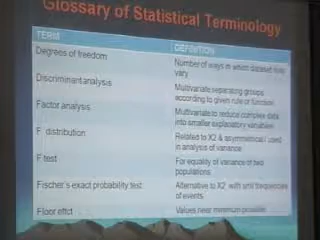 Glossary of Statistical Terminology
TERM
DEFINITION
Degrees of freedom
Number of ways in which dataset may
vary
Discriminant analysis
Multivariate separating groups
according to given rule or function
Factor analysis
Multivariate to reduce complex data
into smaller explanatory variables
F distribution
Related to X2 & asymmetrical / used
in analysis of variance
F test
For equality of variance of two
populations
Fischer's exact probability test
Alternative to X2 with sml frequencies
of events
Floor effct
Values near minimum possible